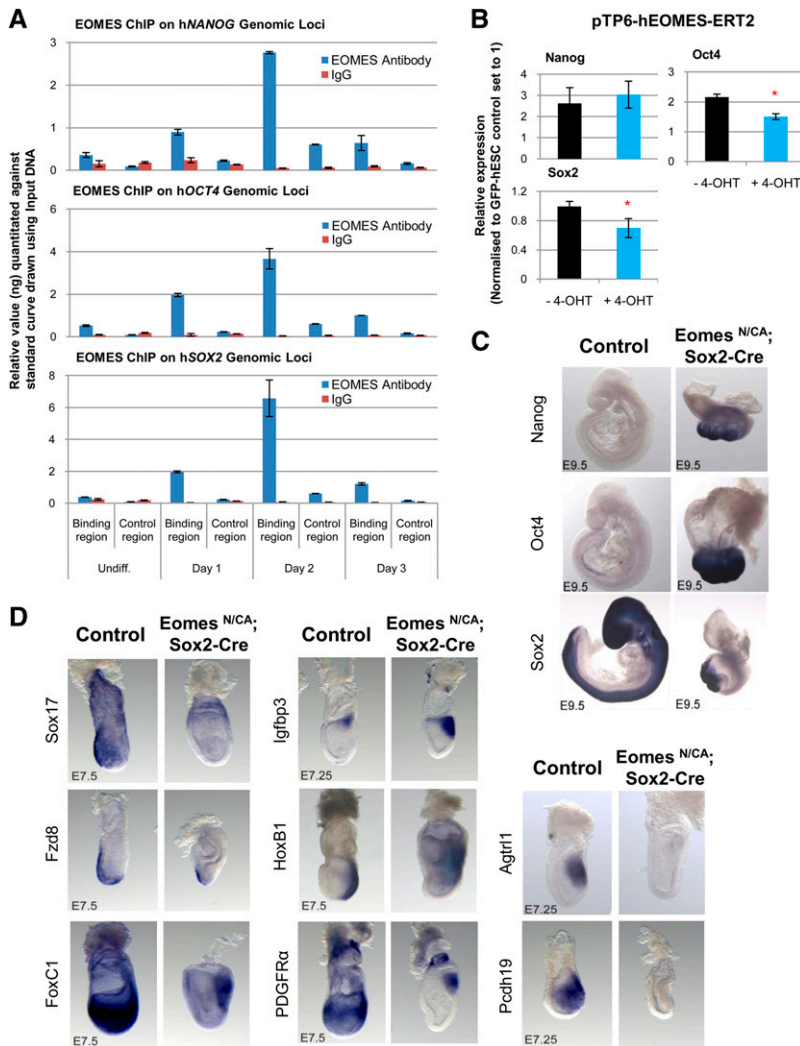 A
EOMES ChIP on hNANOG Genomic Loci
EOMES Antibody
IgG
3
2
1
0
EOMES ChIP on hOCT4 Genomic Loci
EOMES Antibody
IgG
6
4
2
0
EOMES ChIP on hSOX2 Genomic Loci
EOMES Antibody
IgG
8
6
4
2
0
Relative value (ng) quantitated against
standard curve drawn using Input DNA
Binding region
Control region
Binding region
Control region
Binding region
Control region
Binding region
Control region
Undiff.
Day 1
Day 2
Day 3
B
pTP6-hEOMES-ERT2
Nanog
4
3
2
1
0
Oct4
3
2
1
0
*
- 4-OHT
+ 4-OHT
Sox2
1.2
0.8
0.4
0
*
- 4-OHT
+ 4-OHT
Relative expression
(Normalised to GFP-hESC control set to 1)
C
Control
Eomes N/CA;
Sox2-Cre
Nanog
E9.5
E9.5
Oct4
E9.5
E9.5
Sox2
E9.5
E9.5
D
Control
Eomes N/CA;
Sox2-Cre
Sox17
E7.5
Fzd8
E7.5
FoxC1
E7.5
Control
Eomes N/CA;
Sox2-Cre
Igfbp3
E7.25
HoxB1
E7.5
PDGFRα
E7.5
Control
Eomes N/CA;
Sox2-Cre
Agtrl1
E7.25
Pcdh19
E7.25